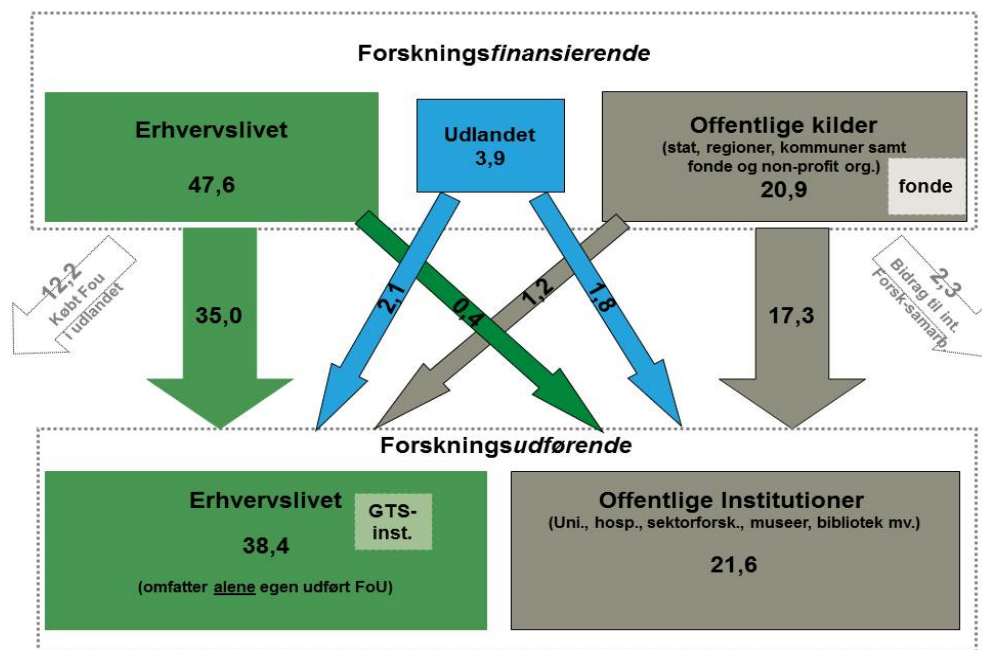 Forskningsfinansierende
Erhvervslivet
47,6
Udlandet
3,9
Offentlige kilder
(stat, regioner, kommuner samt
fonde og non-profit org.)
20,9
fonde
12,2
Købt Fou
i udlandet
35,0
2,1
0,4
1,2
1,8
17,3
2,3
Bidrag til int.
Forsk-samarb.
Forskningsudførende
Erhvervslivet
GTS-
inst.
38,4
(omfatter alene egen udført FoU)
Offentlige Institutioner
(Uni., hosp., sektorforsk., museer, bibliotek mv.)
21,6